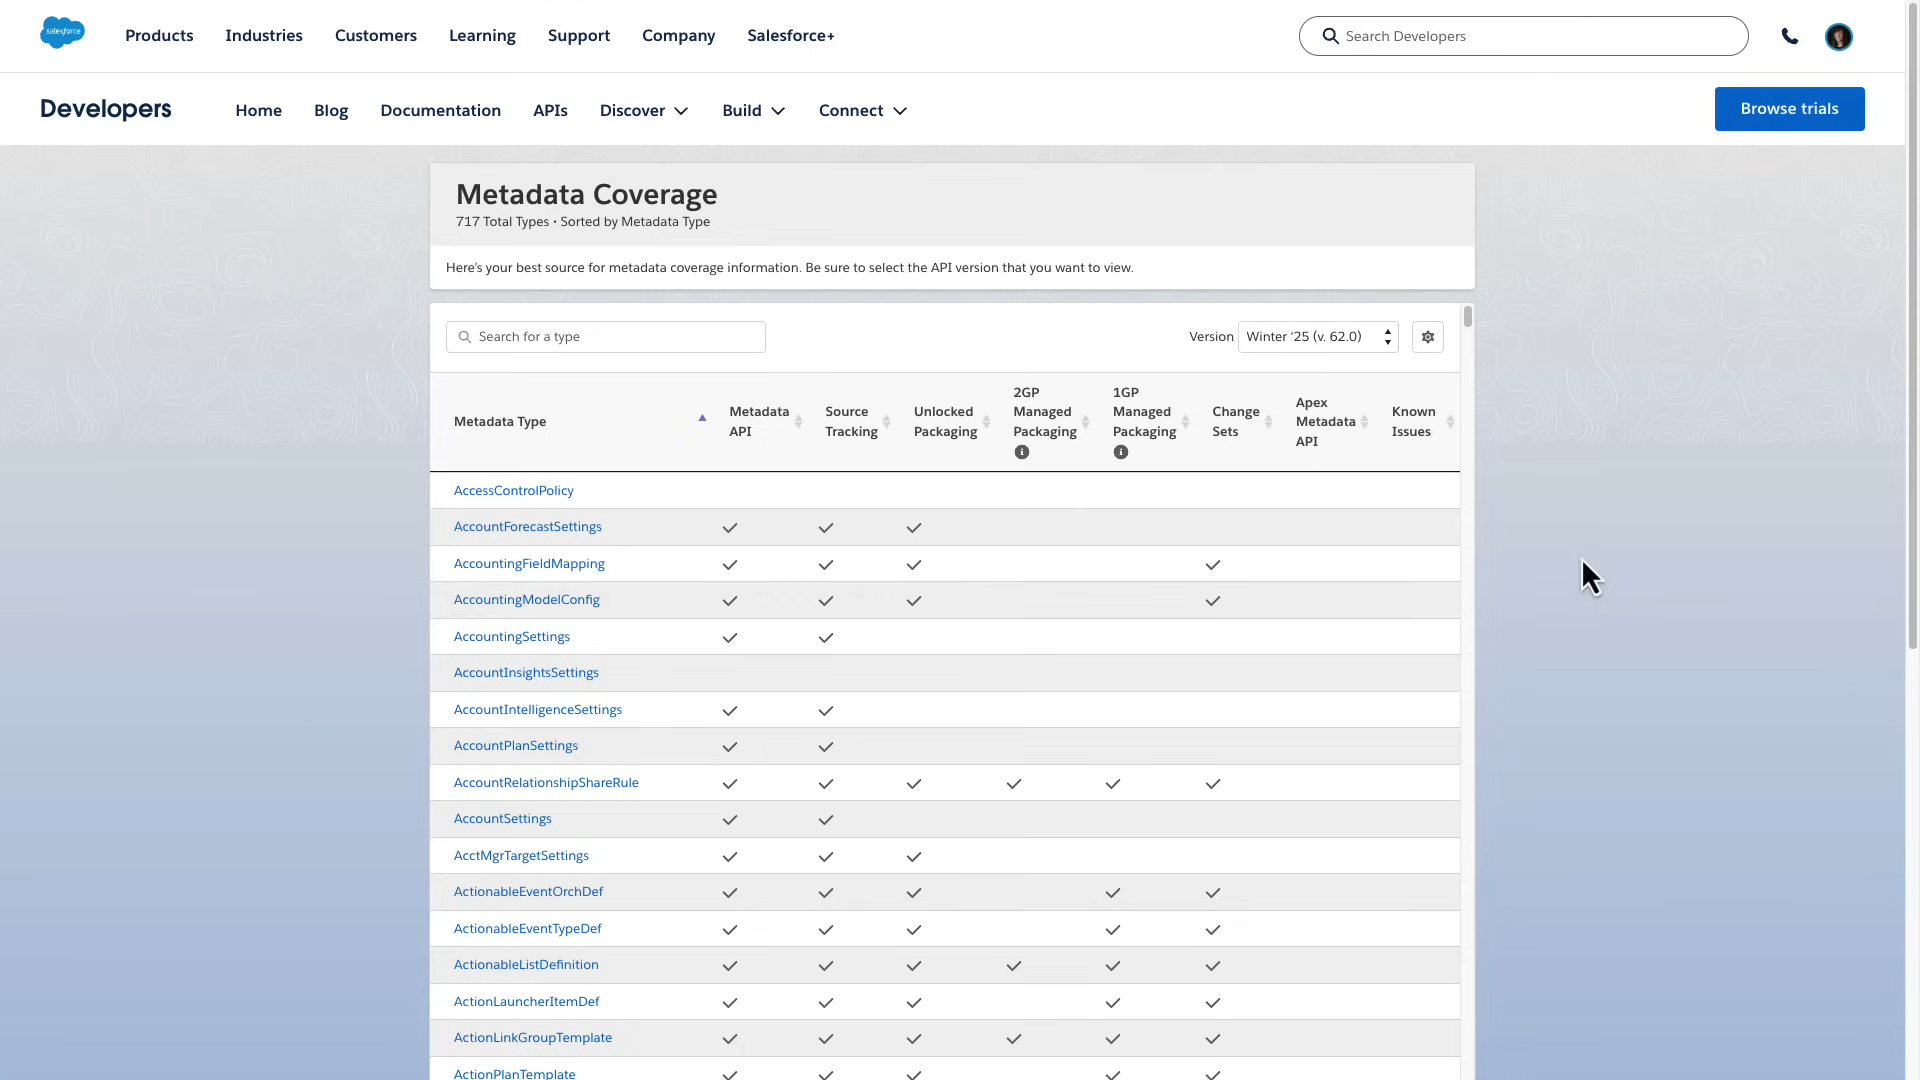 salesforce
Products Industries Customers Learning Support Company Salesforce+
Search Developers
Developers
Home Blog Documentation APIs Discover Build Connect
Browse trials
Metadata Coverage
717 Total Types • Sorted by Metadata Type
Here's your best source for metadata coverage information. Be sure to select the API version that you want to view.
Search for a type
Version Winter '25 (v. 62.0)
Metadata Type
Metadata
API
Source
Tracking
Unlocked
Packaging
2GP
Managed
Packaging
1GP
Managed
Packaging
Change
Sets
Apex
Metadata
API
Known
Issues
AccessControlPolicy
AccountForecastSettings
AccountingFieldMapping
AccountingModelConfig
AccountingSettings
AccountInsightsSettings
AccountIntelligenceSettings
AccountPlanSettings
AccountRelationshipShareRule
AccountSettings
AcctMgrTargetSettings
ActionableEventOrchDef
ActionableEventTypeDef
ActionableListDefinition
ActionLauncherItemDef
ActionLinkGroupTemplate
ActionPlanTemplate